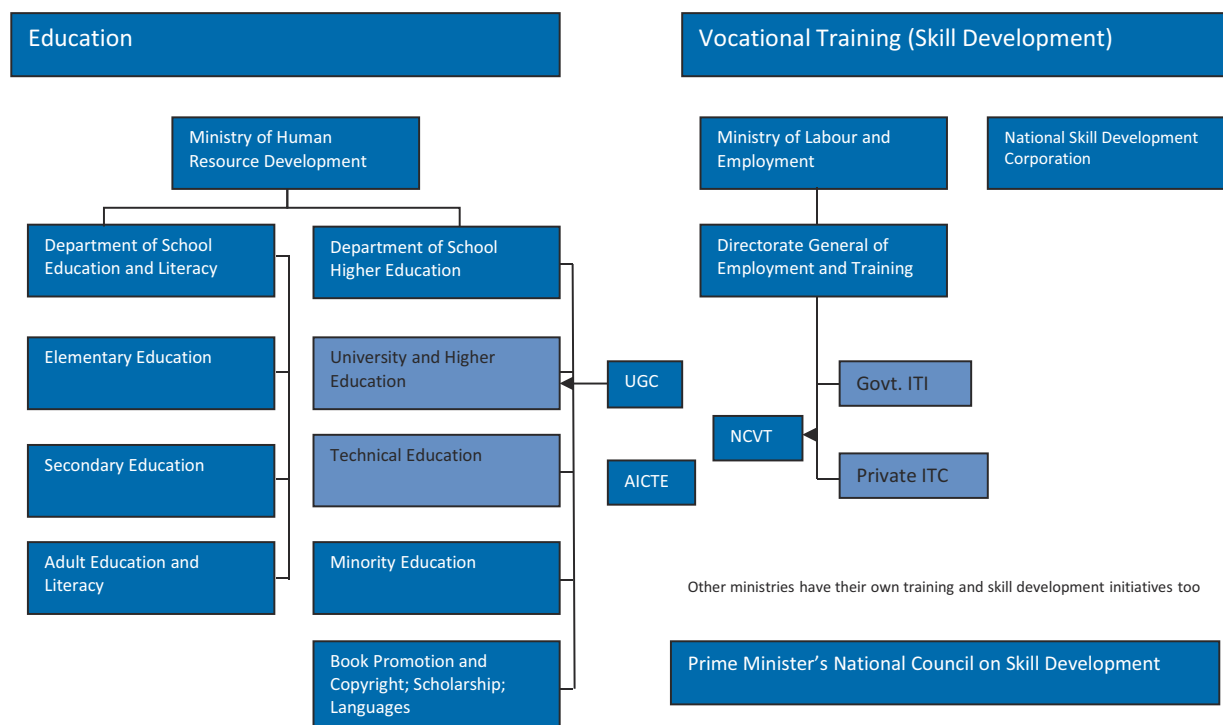 Education
Vocational Training (Skill Development)
Ministry of Human
Resource Development
Ministry of Labour and
Employment
National Skill Development
Corporation
Department of School
Education and Literacy
Department of School
Higher Education
Directorate General of
Employment and Training
Elementary Education
University and Higher
Education
UGC
Govt. ITI
NCVT
Secondary Education
Technical Education
AICTE
Private ITC
Adult Education and
Literacy
Minority Education
Other ministries have their own training and skill development initiatives too
Book Promotion and
Copyright; Scholarship;
Languages
Prime Minister’s National Council on Skill Development